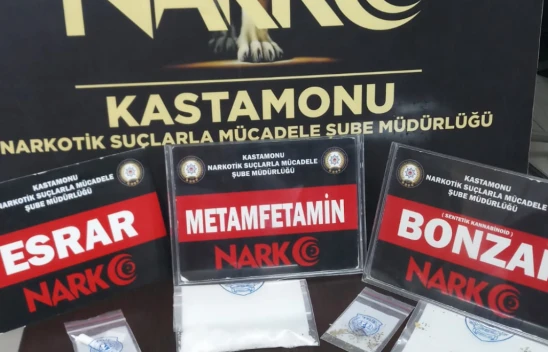 NARKO
KASTAMONU
NARKOTİK SUÇLARLA MÜCADELE ŞUBE MÜDÜRLÜĞÜ
KASTAMONU
NARKOTİK SUÇLARLA MÜCADELE
ŞUBE MÜDÜRLÜĞÜ
ESRAR
NARKO
KASTAMONU
NARKOTİK SUÇLARLA MÜCADELE
ŞUBE MÜDÜRLÜĞÜ
METAMFETAMİN
NARKO
KASTAMONU
NARKOTİK SUÇLARLA MÜCADELE
ŞUBE MÜDÜRLÜĞÜ
( SENTETİK KANNABİNOİD )
BONZAİ
NARKO